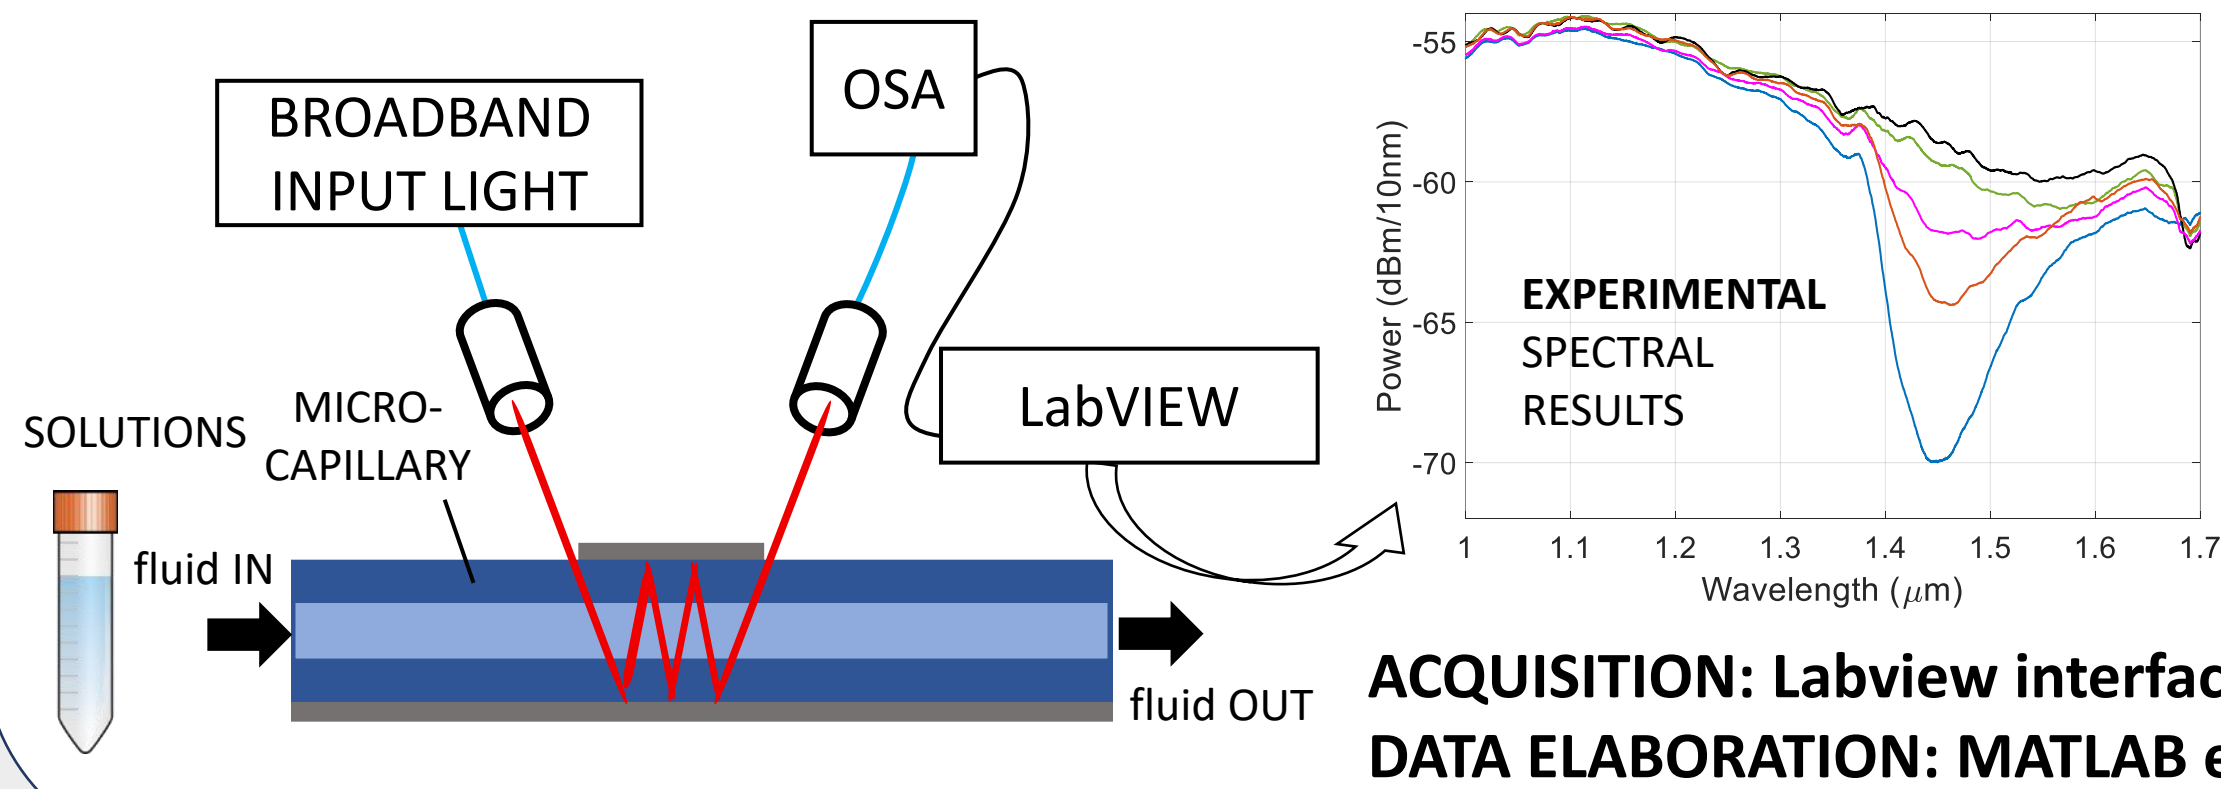 BROADBAND
INPUT LIGHT
OSA
LabVIEW
SOLUTIONS
MICRO-
CAPILLARY
fluid IN
fluid OUT
-55
-60
-65
-70
Power (dBm/10nm)
EXPERIMENTAL
SPECTRAL
RESULTS
1 1.1 1.2 1.3 1.4 1.5 1.6 1.7
Wavelength (μm)
ACQUISITION: Labview interfac
DATA ELABORATION: MATLAB e